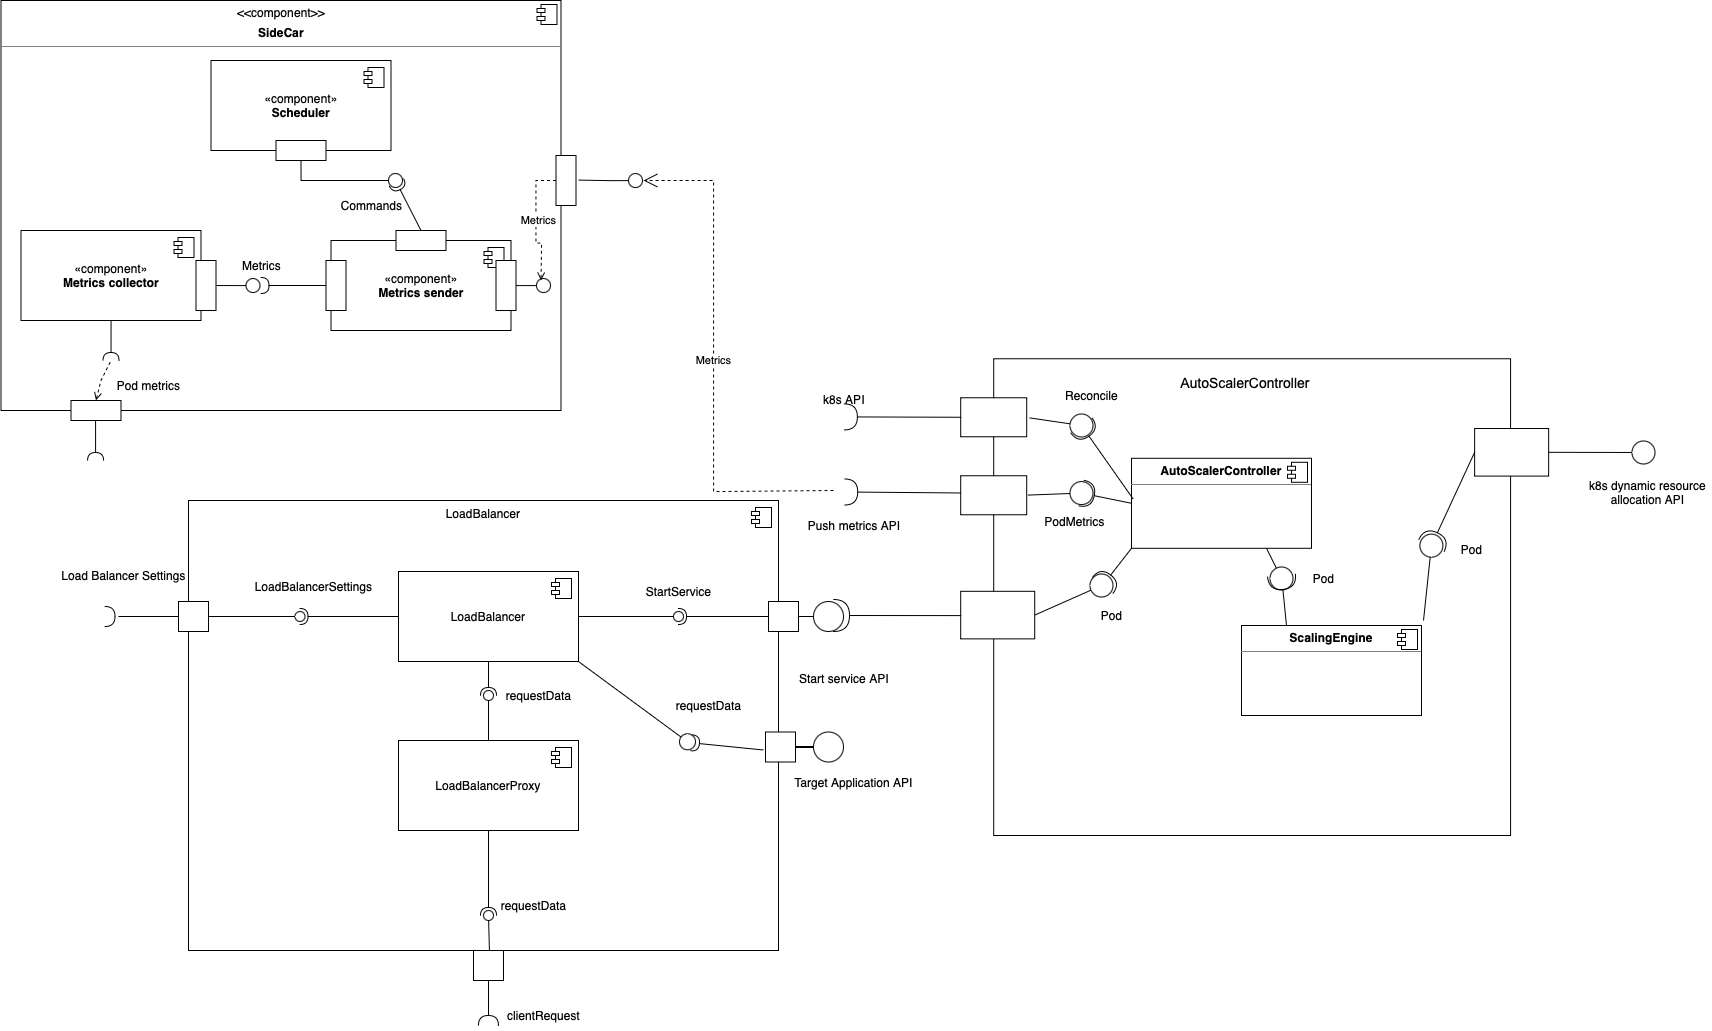 <<component>>
SideCar
«component»
Scheduler
Commands
Metrics
«component»
Metrics collector
Metrics
«component»
Metrics sender
Pod metrics
Metrics
AutoScalerController
k8s API
Reconcile
AutoScalerController
k8s dynamic resource
allocation API
Push metrics API
PodMetrics
Pod
Pod
Pod
ScalingEngine
LoadBalancer
Load Balancer Settings
LoadBalancerSettings
LoadBalancer
StartService
Start service API
requestData
requestData
Target Application API
LoadBalancerProxy
requestData
clientRequest